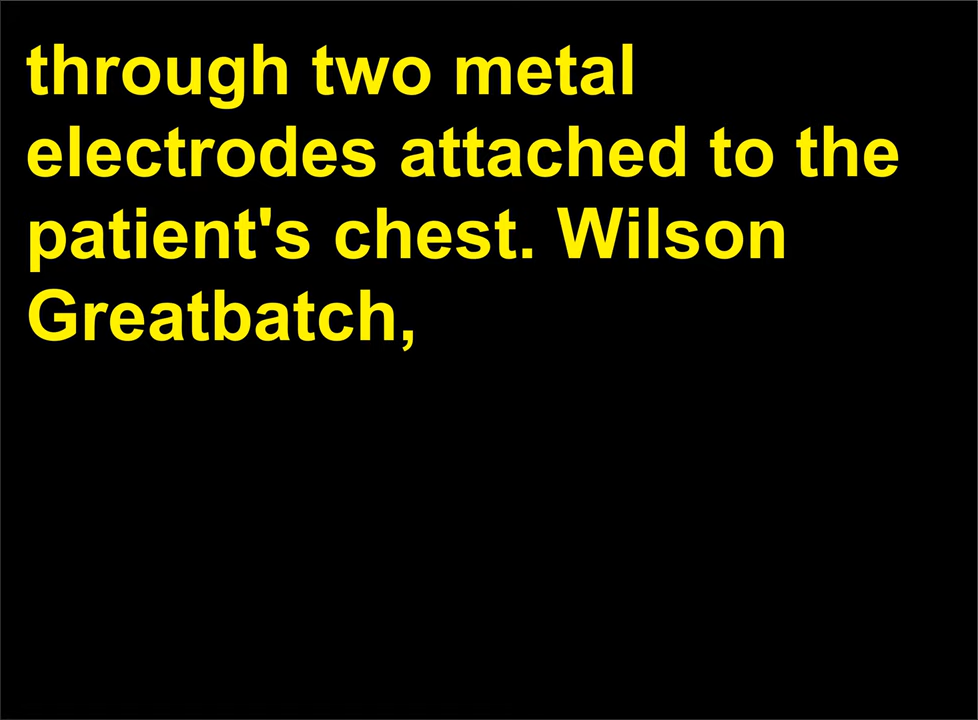 through two metal
electrodes attached to the
patient's chest. Wilson
Greatbatch,